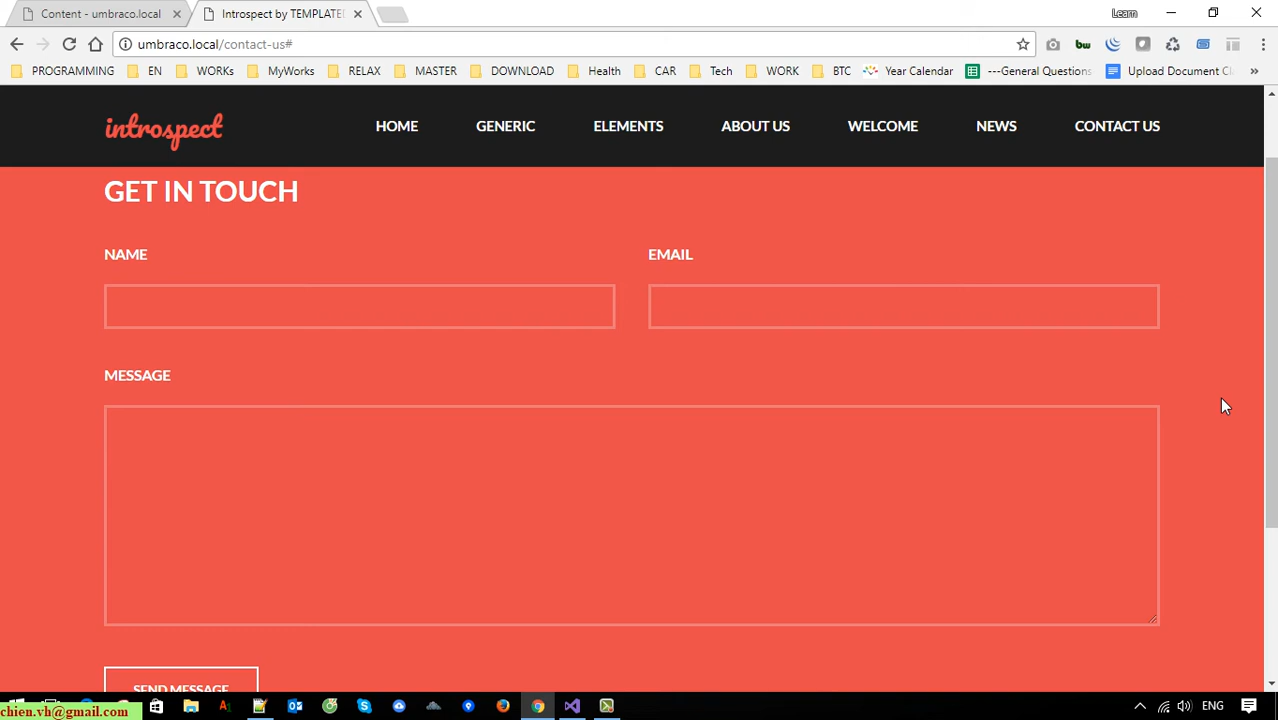 Content - umbraco.local
Introspect by TEMPLATE
Learn
umbraco.local/contact-us#
PROGRAMMING EN WORKs MyWorks RELAX MASTER DOWNLOAD Health CAR Tech WORK BTC Year Calendar ---General Questions Upload Document Cl »
introspect
HOME GENERIC ELEMENTS ABOUT US WELCOME NEWS CONTACT US
GET IN TOUCH
NAME EMAIL
MESSAGE
SEND MESSAGE
ENG
chien.vh@gmail.com